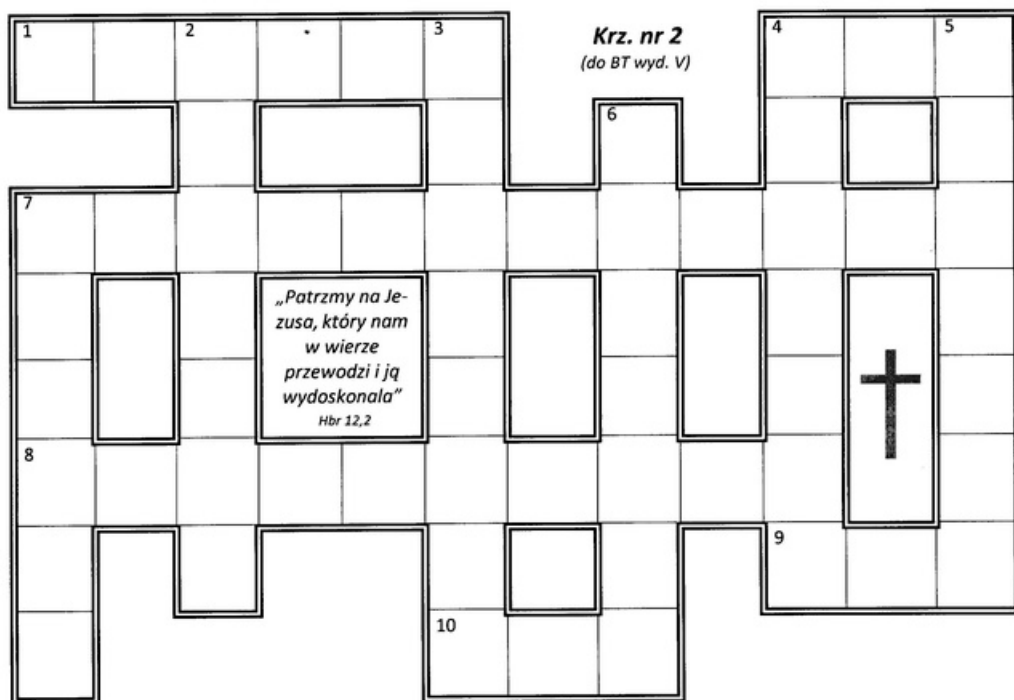 1 2 3 4 5
Krz. nr 2
(do BT wyd. V)
6
7
„Patrzmy na Je-
zusa, który nam
w wierze
przewodzi i ją
wydoskonala”
Hbr 12,2
8
9
10